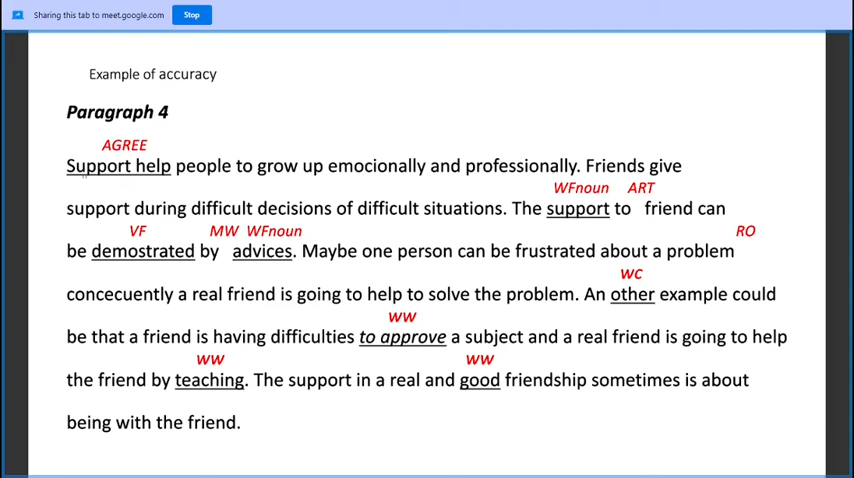 Sharing this tab to meet.google.com Stop
Example of accuracy
Paragraph 4
AGREE
Support help people to grow up emocionally and professionally. Friends give
WFnoun ART
support during difficult decisions of difficult situations. The support to friend can
VF MW WFnoun RO
be demostrated by advices. Maybe one person can be frustrated about a problem
WC
concecuently a real friend is going to help to solve the problem. An other example could
WW
be that a friend is having difficulties to approve a subject and a real friend is going to help
WW WW
the friend by teaching. The support in a real and good friendship sometimes is about
being with the friend.